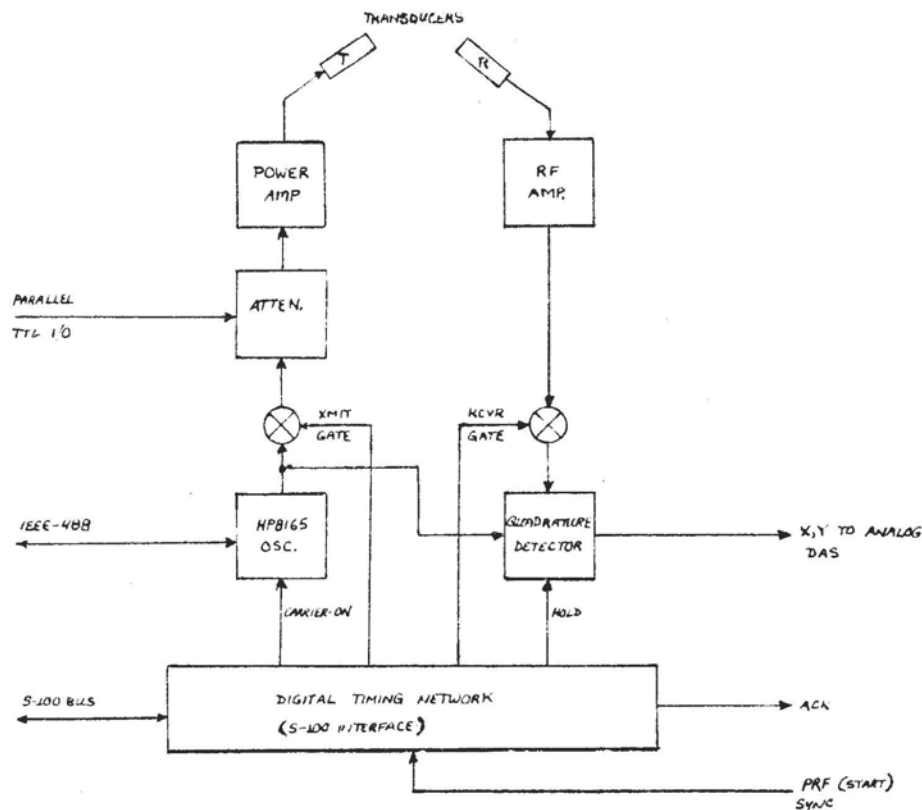 TRANSDUCERS
T
R
POWER
AMP
RF
AMP.
PARALLEL
TTL I/O
ATTEN.
XMIT
GATE
RCVR
GATE
IEEE-488
HP8165
OSC.
QUADRATURE
DETECTOR
X,Y TO ANALOG
DAS
CARRIER-ON
HOLD
S-100 BUS
DIGITAL TIMING NETWORK
(S-100 INTERFACE)
ACK
PRF (START)
SYNC